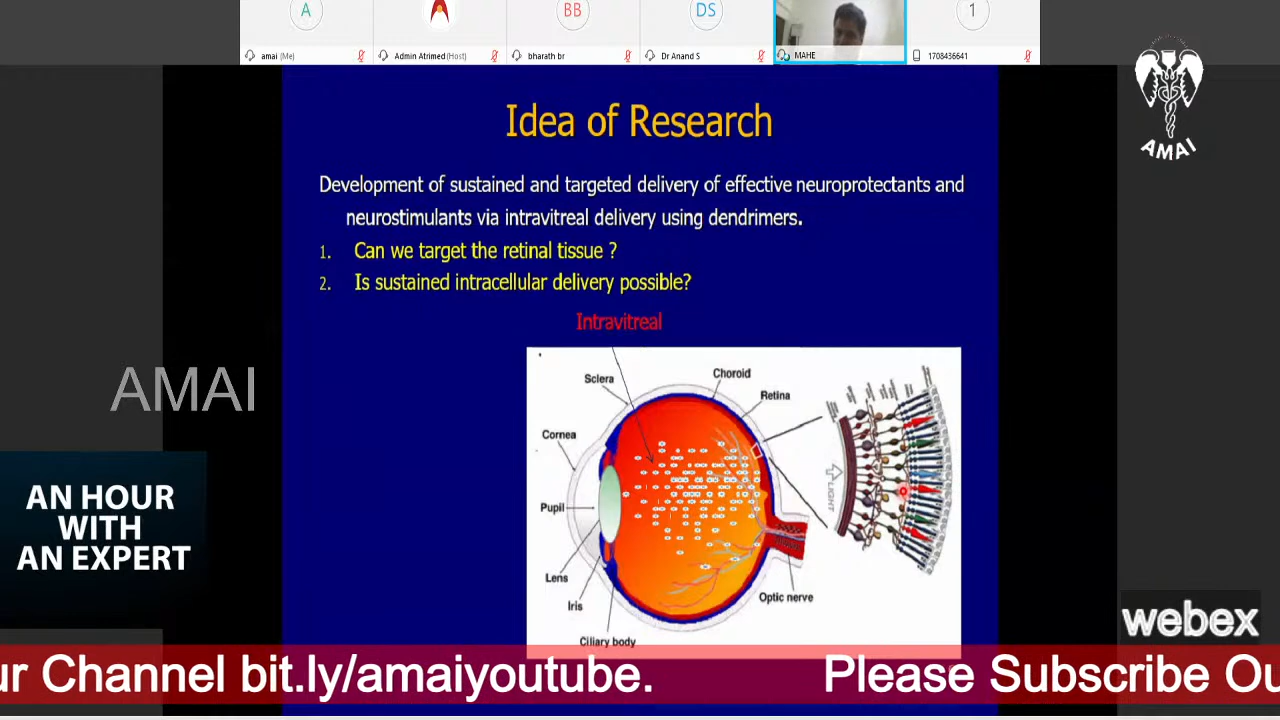 A
BB
DS
1
amai (Me)
Admin Atrimed (Host)
bharath br
Dr Anand S
MAHE
1708436641
AMAI
Idea of Research
Development of sustained and targeted delivery of effective neuroprotectants and
neurostimulants via intravitreal delivery using dendrimers.
1. Can we target the retinal tissue ?
2. Is sustained intracellular delivery possible?
Intravitreal
Choroid
Sclera
Retina
Cornea
LIGHT
Pupil
Lens
Iris
Optic nerve
Ciliary body
AMAI
AN HOUR
WITH
AN EXPERT
webex
ur Channel bit.ly/amaiyoutube. Please Subscribe Ou